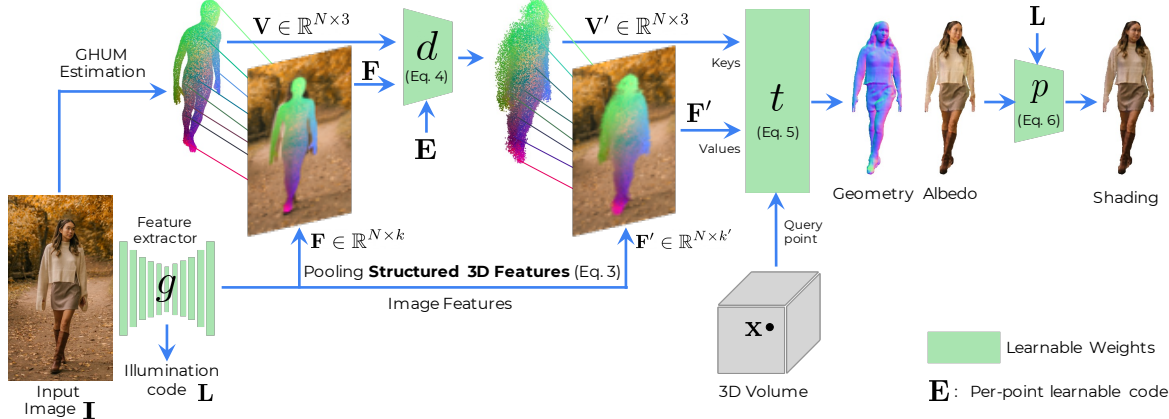 GHUM
Estimation
V ∈ ℝ^{N×3}
F
d
(Eq. 4)
E
V′ ∈ ℝ^{N×3}
Keys
F′
Values
t
(Eq. 5)
L
p
(Eq. 6)
Geometry Albedo
Shading
Feature
extractor
g
F ∈ ℝ^{N×k}
F′ ∈ ℝ^{N×k′}
Pooling Structured 3D Features (Eq. 3)
Image Features
Query
point
x
3D Volume
Illumination
code L
Input
Image I
Learnable Weights
E : Per-point learnable code